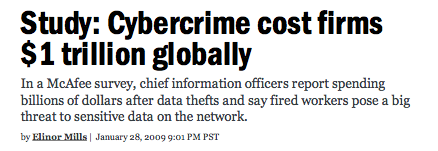 Study: Cybercrime cost firms
$1 trillion globally
In a McAfee survey, chief information officers report spending
billions of dollars after data thefts and say fired workers pose a big
threat to sensitive data on the network.
by Elinor Mills | January 28, 2009 9:01 PM PST